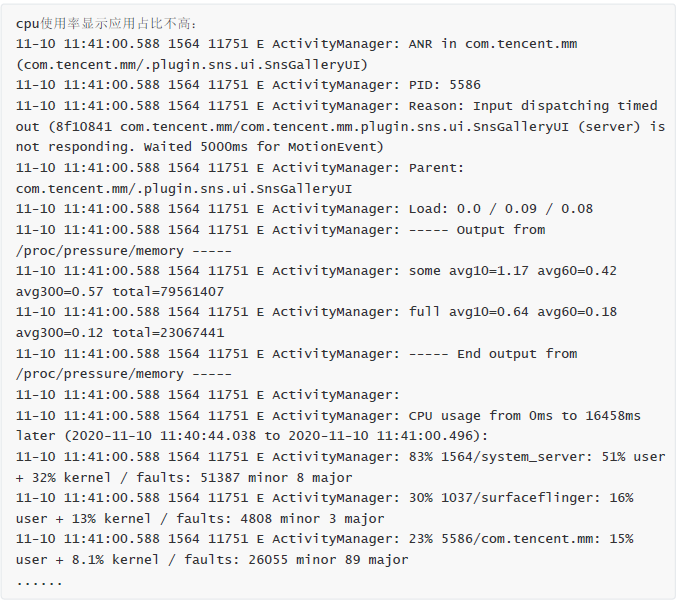 cpu使用率显示应用占比不高：
11-10 11:41:00.588 1564 11751 E ActivityManager: ANR in com.tencent.mm
(com.tencent.mm/.plugin.sns.ui.SnsGalleryUI)
11-10 11:41:00.588 1564 11751 E ActivityManager: PID: 5586
11-10 11:41:00.588 1564 11751 E ActivityManager: Reason: Input dispatching timed
out (8f10841 com.tencent.mm/com.tencent.mm.plugin.sns.ui.SnsGalleryUI (server) is
not responding. Waited 5000ms for MotionEvent)
11-10 11:41:00.588 1564 11751 E ActivityManager: Parent:
com.tencent.mm/.plugin.sns.ui.SnsGalleryUI
11-10 11:41:00.588 1564 11751 E ActivityManager: Load: 0.0 / 0.09 / 0.08
11-10 11:41:00.588 1564 11751 E ActivityManager: ----- Output from
/proc/pressure/memory -----
11-10 11:41:00.588 1564 11751 E ActivityManager: some avg10=1.17 avg60=0.42
avg300=0.57 total=79561407
11-10 11:41:00.588 1564 11751 E ActivityManager: full avg10=0.64 avg60=0.18
avg300=0.12 total=23067441
11-10 11:41:00.588 1564 11751 E ActivityManager: ----- End output from
/proc/pressure/memory -----
11-10 11:41:00.588 1564 11751 E ActivityManager:
11-10 11:41:00.588 1564 11751 E ActivityManager: CPU usage from 0ms to 16458ms
later (2020-11-10 11:40:44.038 to 2020-11-10 11:41:00.496):
11-10 11:41:00.588 1564 11751 E ActivityManager: 83% 1564/system_server: 51% user
+ 32% kernel / faults: 51387 minor 8 major
11-10 11:41:00.588 1564 11751 E ActivityManager: 30% 1037/surfaceflinger: 16%
user + 13% kernel / faults: 4808 minor 3 major
11-10 11:41:00.588 1564 11751 E ActivityManager: 23% 5586/com.tencent.mm: 15%
user + 8.1% kernel / faults: 26055 minor 89 major
......